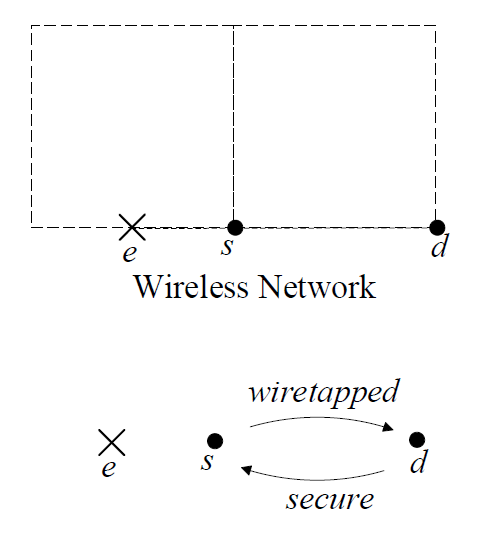 e s d
Wireless Network
wiretapped
e s d
secure